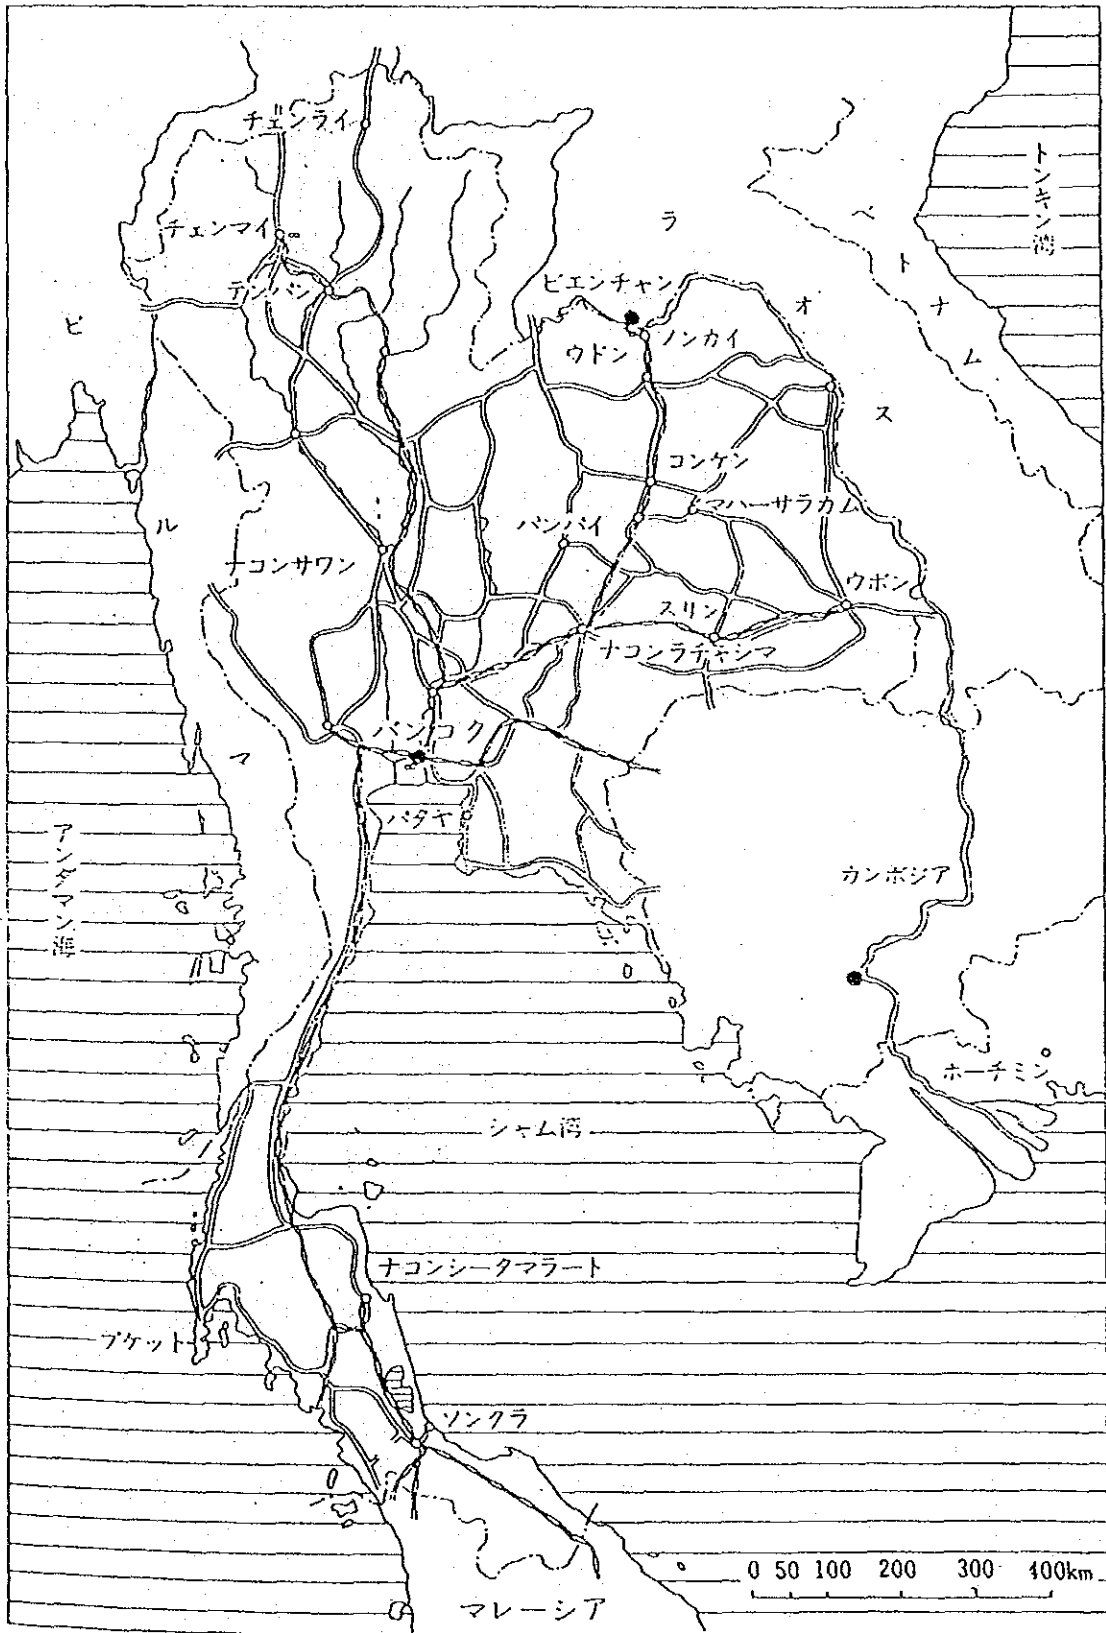 チェンライ
トンキン湾
チェンマイ
ラオス
ベトナム
テンパン
ビエンチャン
ノンカイ
ウドン
ビルマ
コンケン
マハーサラカム
バンパイ
ナコンサワン
ウボン
スリン
ナコンラチャシマ
バンコク
パタヤ
アンダマン海
カンボジア
ホーチミン
シャム湾
ナコンシークマラート
プケット
ソンクラ
0 50 100 200 300 400km
マレーシア